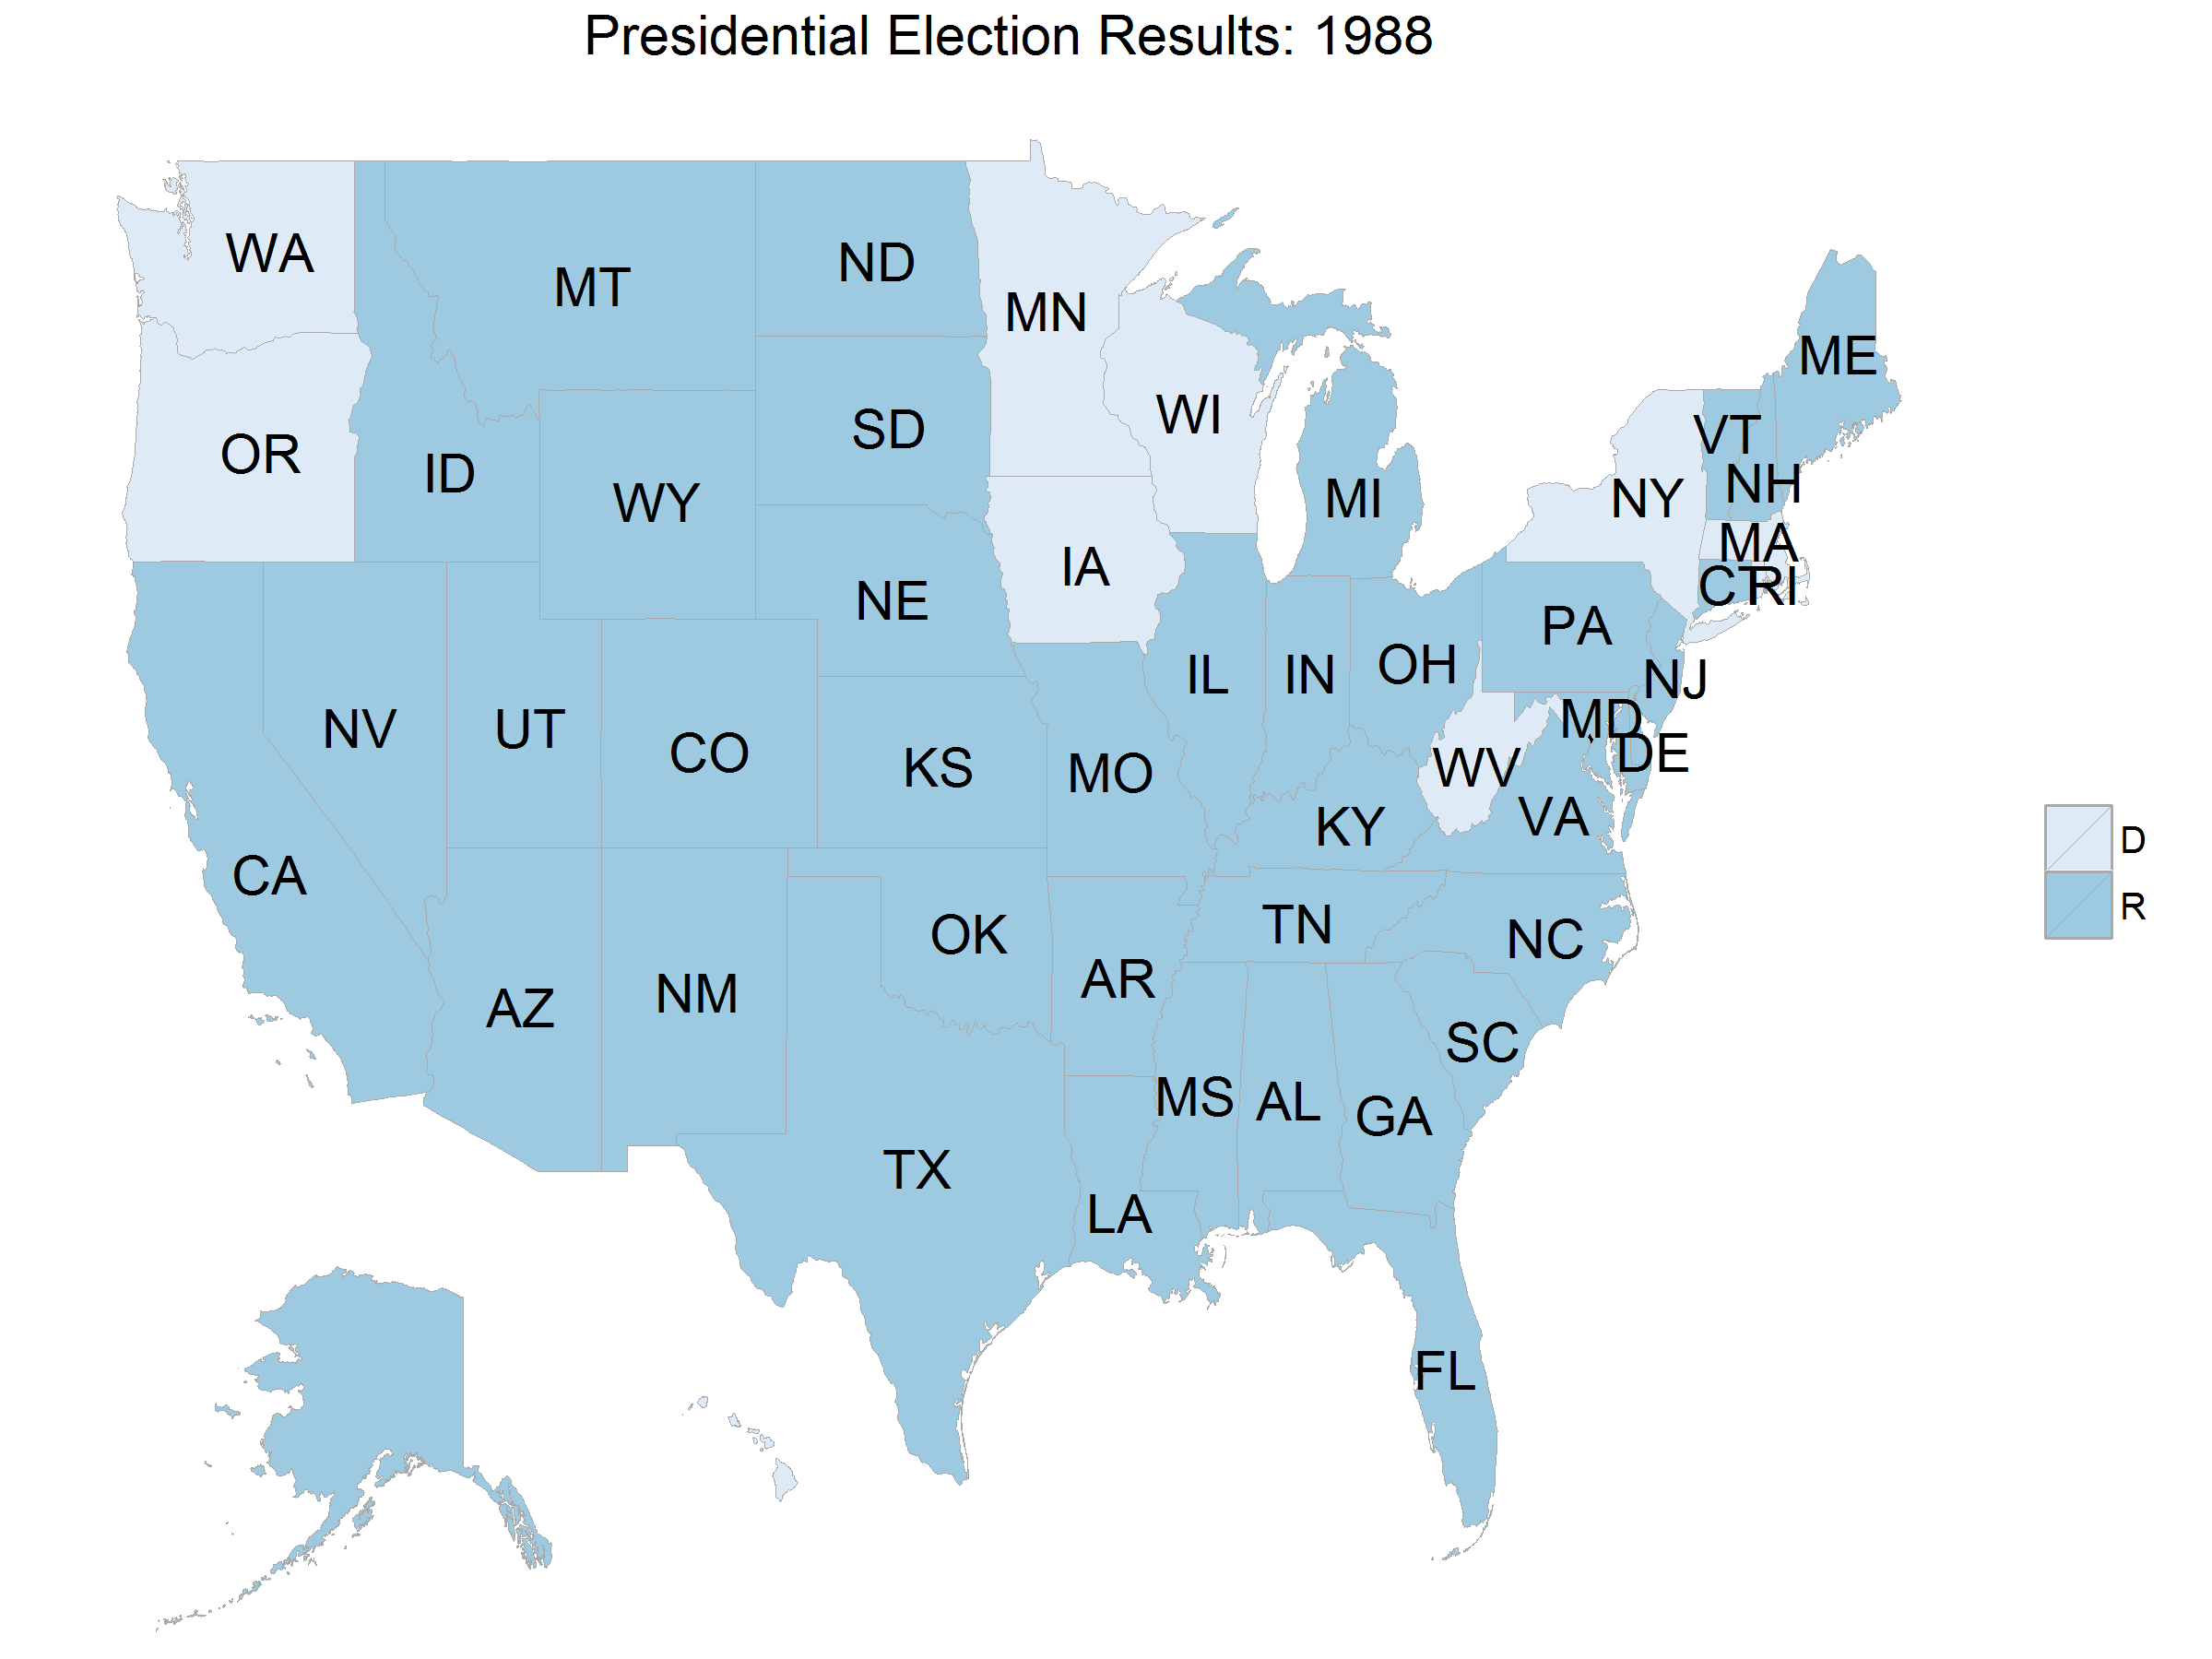 Presidential Election Results: 1988
WA
MT
ND
MN
ME
OR
ID
WY
SD
WI
MI
NY
VT
NH
MA
CT
RI
NE
IA
PA
NJ
IL
IN
OH
MD
DE
NV
UT
CO
KS
MO
WV
VA
KY
D
R
CA
OK
AR
TN
NC
AZ
NM
SC
MS
AL
GA
TX
LA
FL